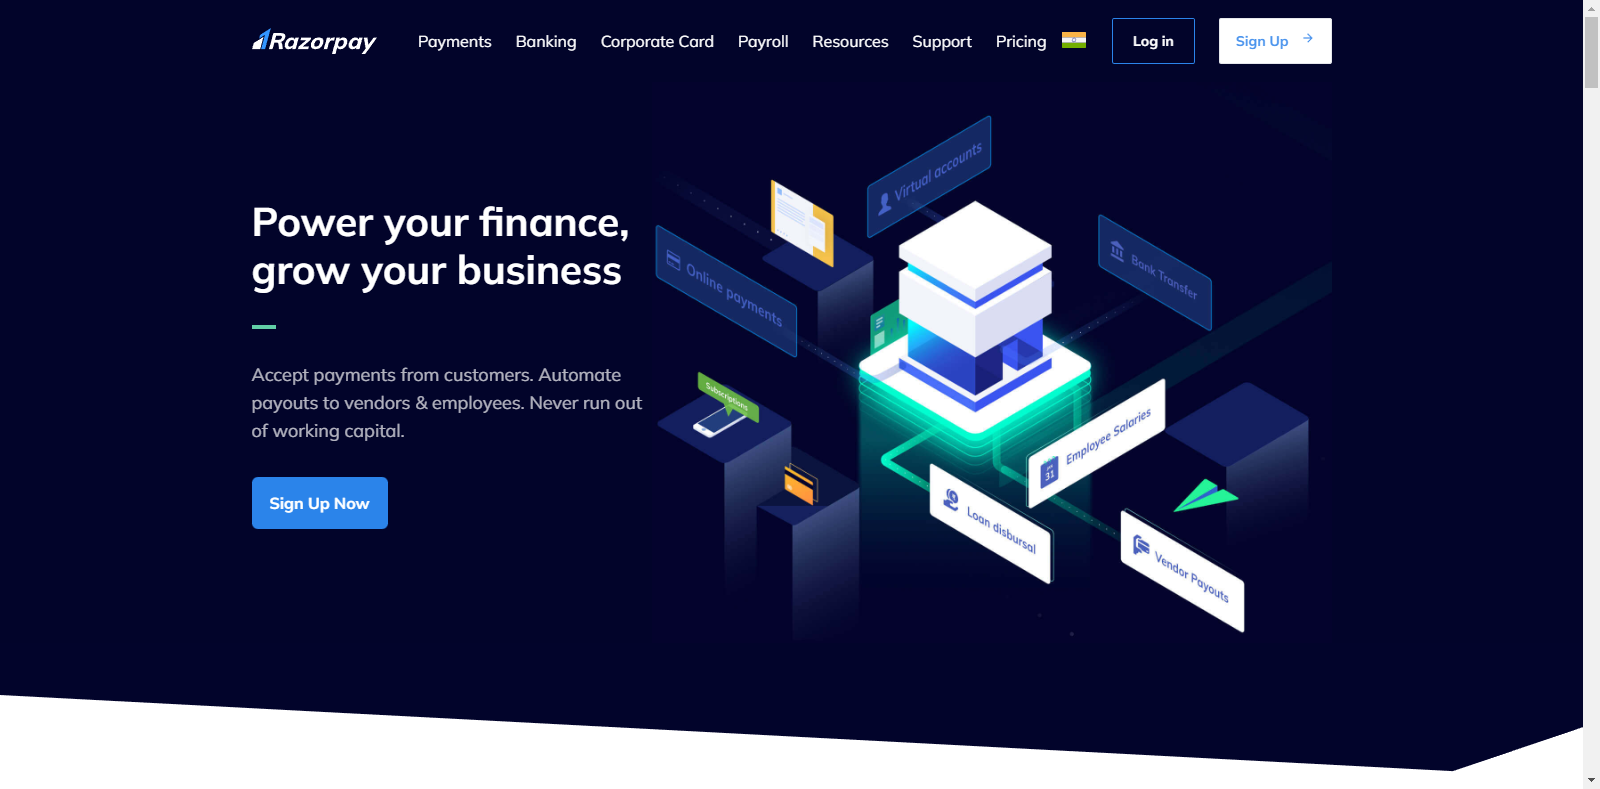 Razorpay
Payments Banking Corporate Card Payroll Resources Support Pricing Log in Sign Up
Power your finance,
grow your business
Accept payments from customers. Automate
payouts to vendors & employees. Never run out
of working capital.
Sign Up Now
Virtual accounts
Online payments
Bank Transfer
Subscriptions
Employee Salaries
31
Loan disbursal
Vendor Payouts